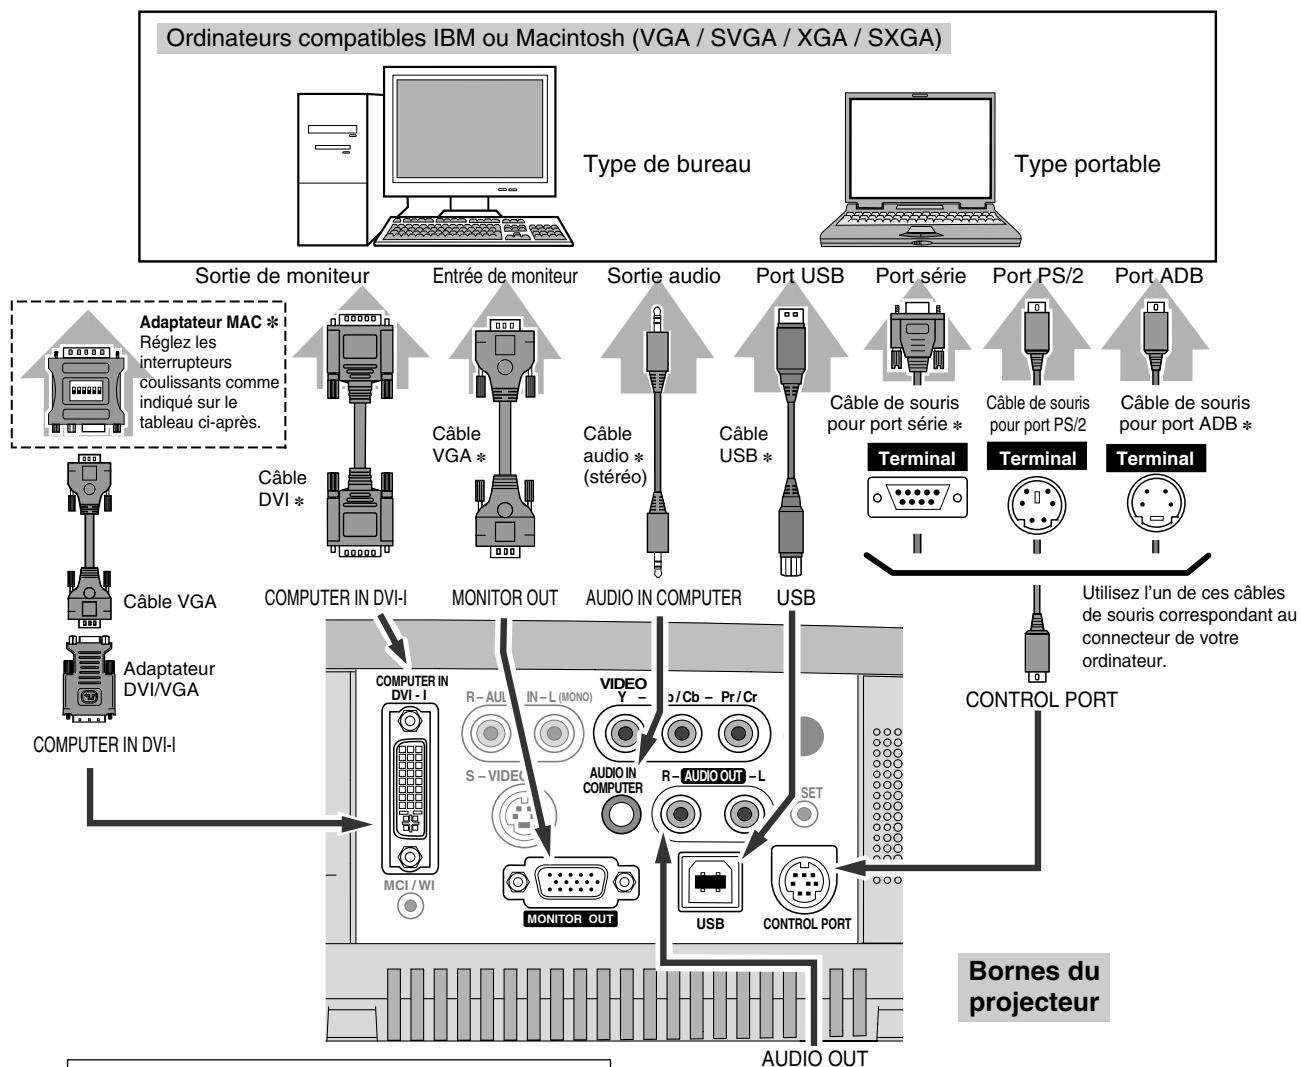 Ordinateurs compatibles IBM ou Macintosh (VGA / SVGA / XGA / SXGA)
Type de bureau
Type portable
Sortie de moniteur
Entrée de moniteur
Sortie audio
Port USB
Port série
Port PS/2
Port ADB
Adaptateur MAC ✻
Réglez les
interrupteurs
coulissants comme
indiqué sur le
tableau ci-après.
Câble
DVI ✻
Câble
VGA ✻
Câble
audio ✻
(stéréo)
Câble
USB ✻
Câble de souris
pour port série ✻
Câble de souris
pour port PS/2
Câble de souris
pour port ADB ✻
Terminal
Terminal
Terminal
Câble VGA
Adaptateur
DVI/VGA
COMPUTER IN DVI-I
COMPUTER IN DVI-I
MONITOR OUT
AUDIO IN COMPUTER
USB
Utilisez l'un de ces câbles
de souris correspondant au
connecteur de votre
ordinateur.
CONTROL PORT
COMPUTER IN
DVI - I
R – AU IN – L (MONO)
VIDEO
Y – b / Cb – Pr / Cr
S – VIDEO
AUDIO IN
COMPUTER
R – AUDIO OUT – L
SET
MCI / WI
MONITOR OUT
USB
CONTROL PORT
Bornes du
projecteur
AUDIO OUT